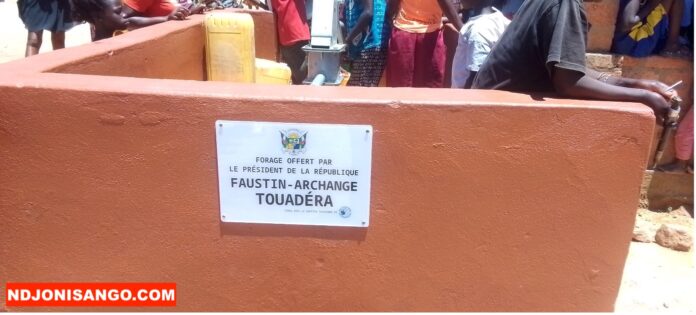 FORAGE OFFERT PAR
LE PRÉSIDENT DE LA RÉPUBLIQUE
FAUSTIN-ARCHANGE
TOUADÉRA
NDJONISANGO.COM